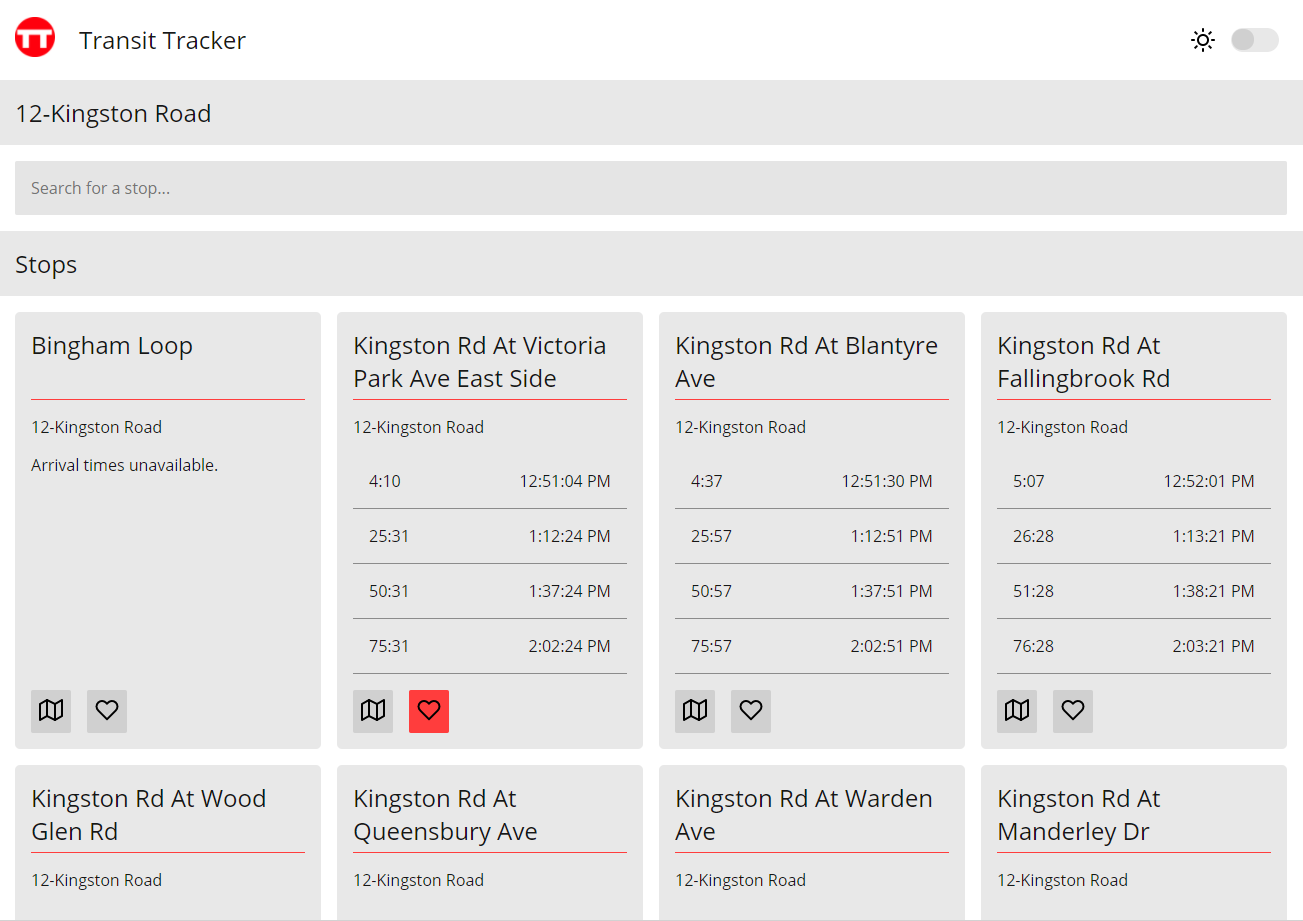 TT
Transit Tracker
12-Kingston Road
Search for a stop...
Stops
Bingham Loop
12-Kingston Road
Arrival times unavailable.
Kingston Rd At Victoria
Park Ave East Side
12-Kingston Road
4:10 12:51:04 PM
25:31 1:12:24 PM
50:31 1:37:24 PM
75:31 2:02:24 PM
Kingston Rd At Blantyre
Ave
12-Kingston Road
4:37 12:51:30 PM
25:57 1:12:51 PM
50:57 1:37:51 PM
75:57 2:02:51 PM
Kingston Rd At
Fallingbrook Rd
12-Kingston Road
5:07 12:52:01 PM
26:28 1:13:21 PM
51:28 1:38:21 PM
76:28 2:03:21 PM
Kingston Rd At Wood
Glen Rd
12-Kingston Road
Kingston Rd At
Queensbury Ave
12-Kingston Road
Kingston Rd At Warden
Ave
12-Kingston Road
Kingston Rd At
Manderley Dr
12-Kingston Road